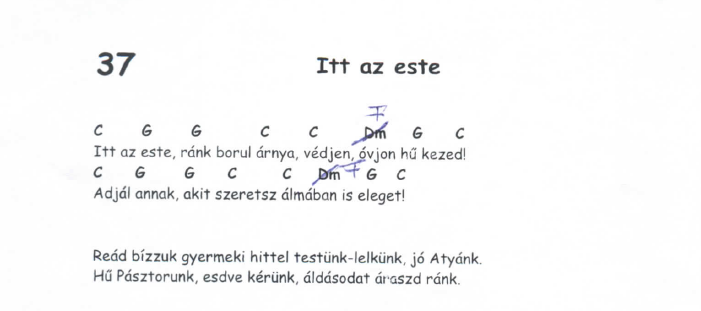 37 Itt az este
F
C G G C C Dm G C
Itt az este, ránk borul árnya, védjen, óvjon hű kezed!
C G G C C Dm F G C
Adjál annak, akit szeretsz álmában is eleget!
Reád bízzuk gyermeki hittel testünk-lelkünk, jó Atyánk.
Hű Pásztorunk, esdve kérünk, áldásodat áraszd ránk.